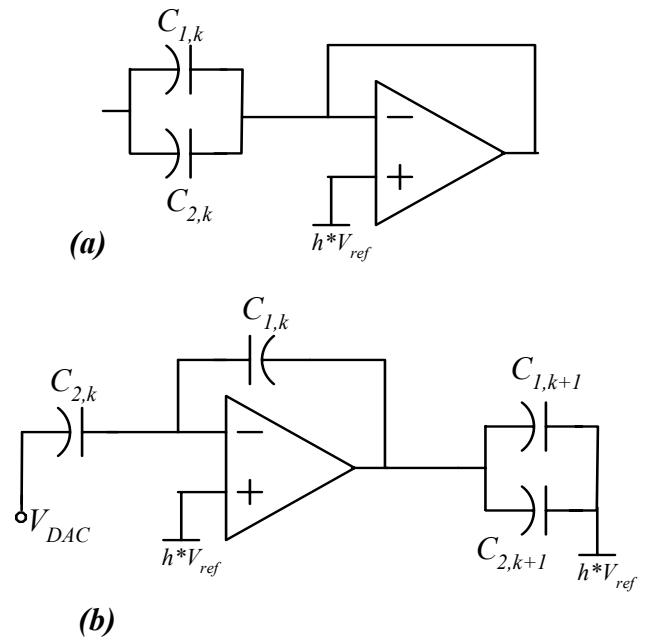 C1,k
C2,k
−
+
h*Vref
(a)
C1,k
C2,k
VDAC
−
+
h*Vref
C1,k+1
C2,k+1
h*Vref
(b)